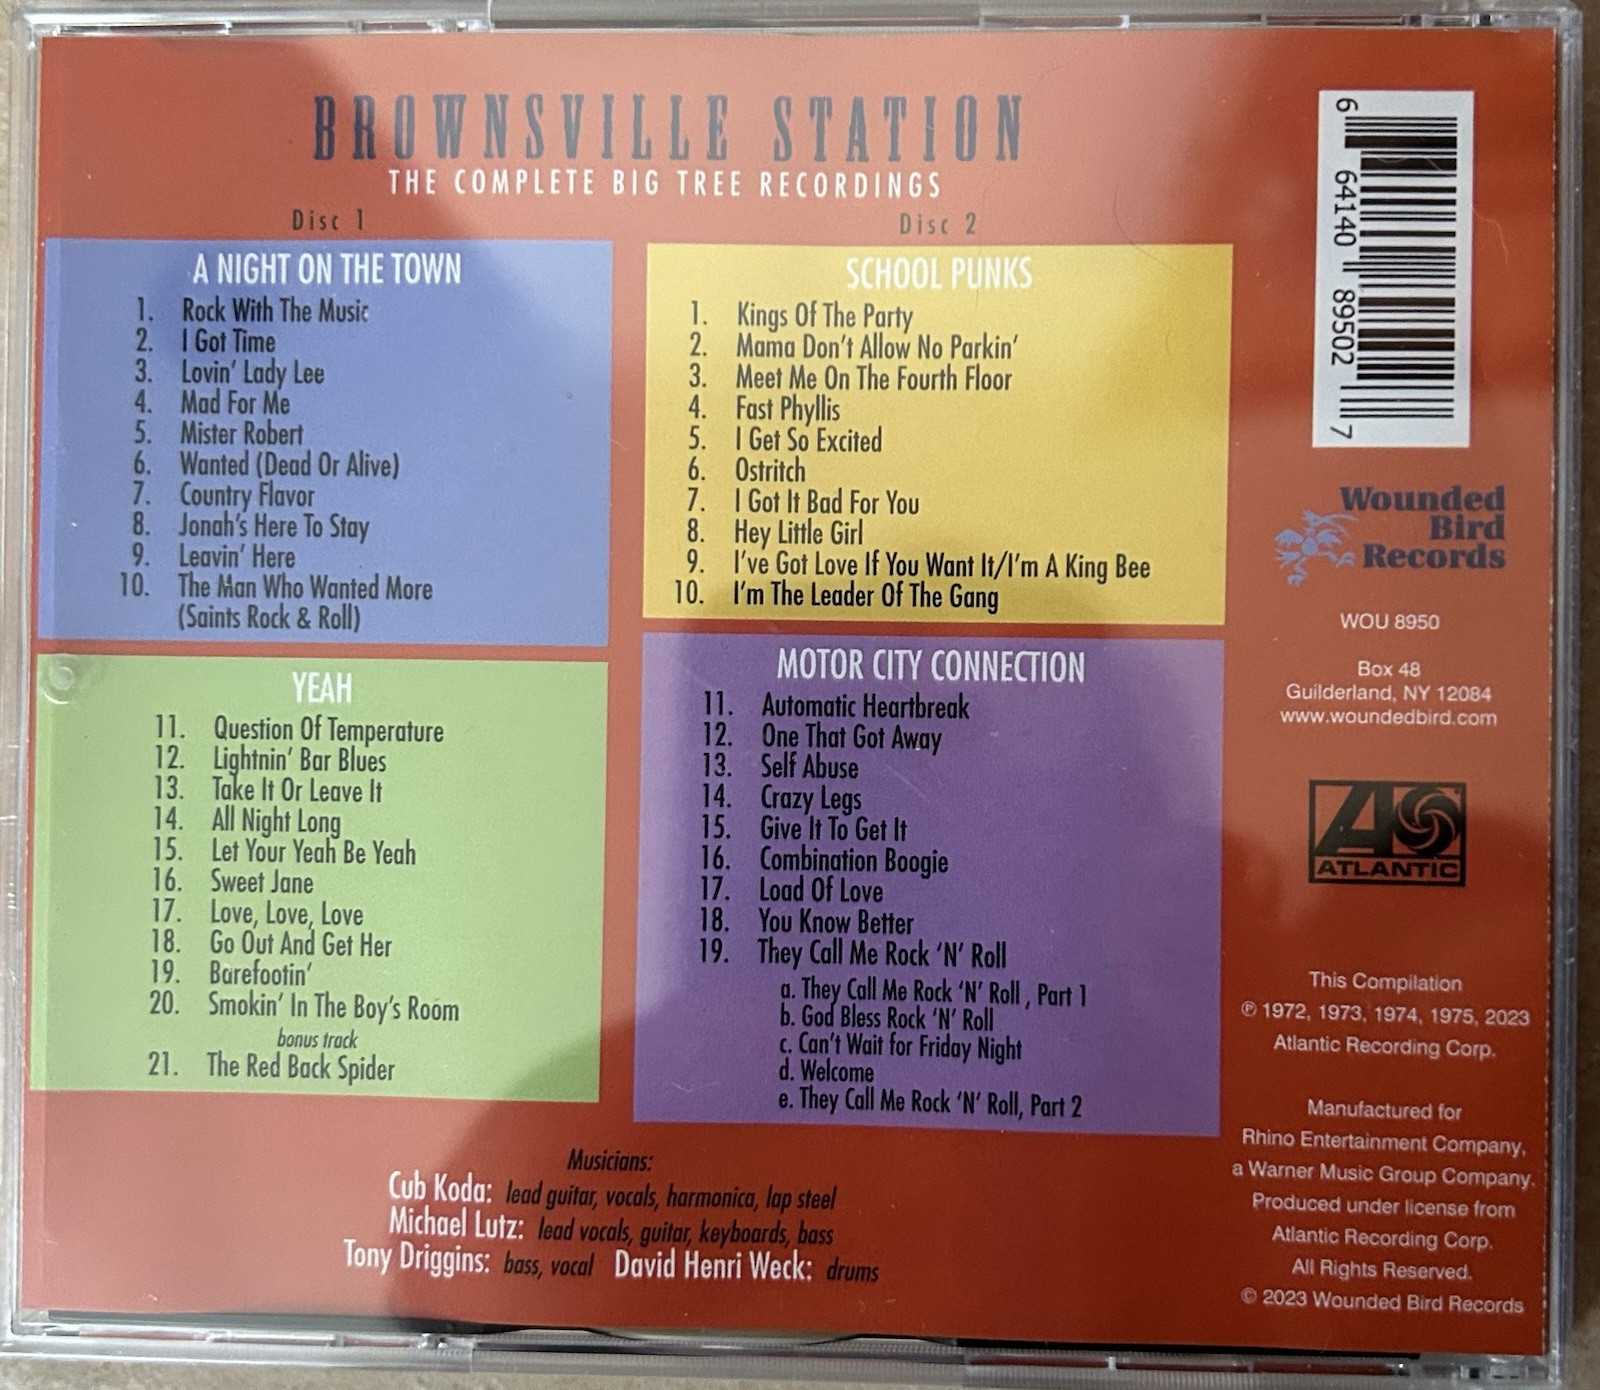 BROWNSVILLE STATION
THE COMPLETE BIG TREE RECORDINGS
Disc 1
A NIGHT ON THE TOWN
1. Rock With The Music
2. I Got Time
3. Lovin' Lady Lee
4. Mad For Me
5. Mister Robert
6. Wanted (Dead Or Alive)
7. Country Flavor
8. Jonah's Here To Stay
9. Leavin' Here
10. The Man Who Wanted More
(Saints Rock & Roll)
YEAH
11. Question Of Temperature
12. Lightnin' Bar Blues
13. Take It Or Leave It
14. All Night Long
15. Let Your Yeah Be Yeah
16. Sweet Jane
17. Love, Love, Love
18. Go Out And Get Her
19. Barefootin'
20. Smokin' In The Boy's Room
bonus track
21. The Red Back Spider
Disc 2
SCHOOL PUNKS
1. Kings Of The Party
2. Mama Don't Allow No Parkin'
3. Meet Me On The Fourth Floor
4. Fast Phyllis
5. I Get So Excited
6. Ostritch
7. I Got It Bad For You
8. Hey Little Girl
9. I've Got Love If You Want It/I'm A King Bee
10. I'm The Leader Of The Gang
MOTOR CITY CONNECTION
11. Automatic Heartbreak
12. One That Got Away
13. Self Abuse
14. Crazy Legs
15. Give It To Get It
16. Combination Boogie
17. Load Of Love
18. You Know Better
19. They Call Me Rock 'N' Roll
a. They Call Me Rock 'N' Roll , Part 1
b. God Bless Rock 'N' Roll
c. Can't Wait for Friday Night
d. Welcome
e. They Call Me Rock 'N' Roll, Part 2
Musicians:
Cub Koda: lead guitar, vocals, harmonica, lap steel
Michael Lutz: lead vocals, guitar, keyboards, bass
Tony Driggins: bass, vocal David Henri Weck: drums
6 64140 89502 7
Wounded
Bird
Records
WOU 8950
Box 48
Guilderland, NY 12084
www.woundedbird.com
ATLANTIC
This Compilation
℗ 1972, 1973, 1974, 1975, 2023
Atlantic Recording Corp.
Manufactured for
Rhino Entertainment Company,
a Warner Music Group Company.
Produced under license from
Atlantic Recording Corp.
All Rights Reserved.
© 2023 Wounded Bird Records